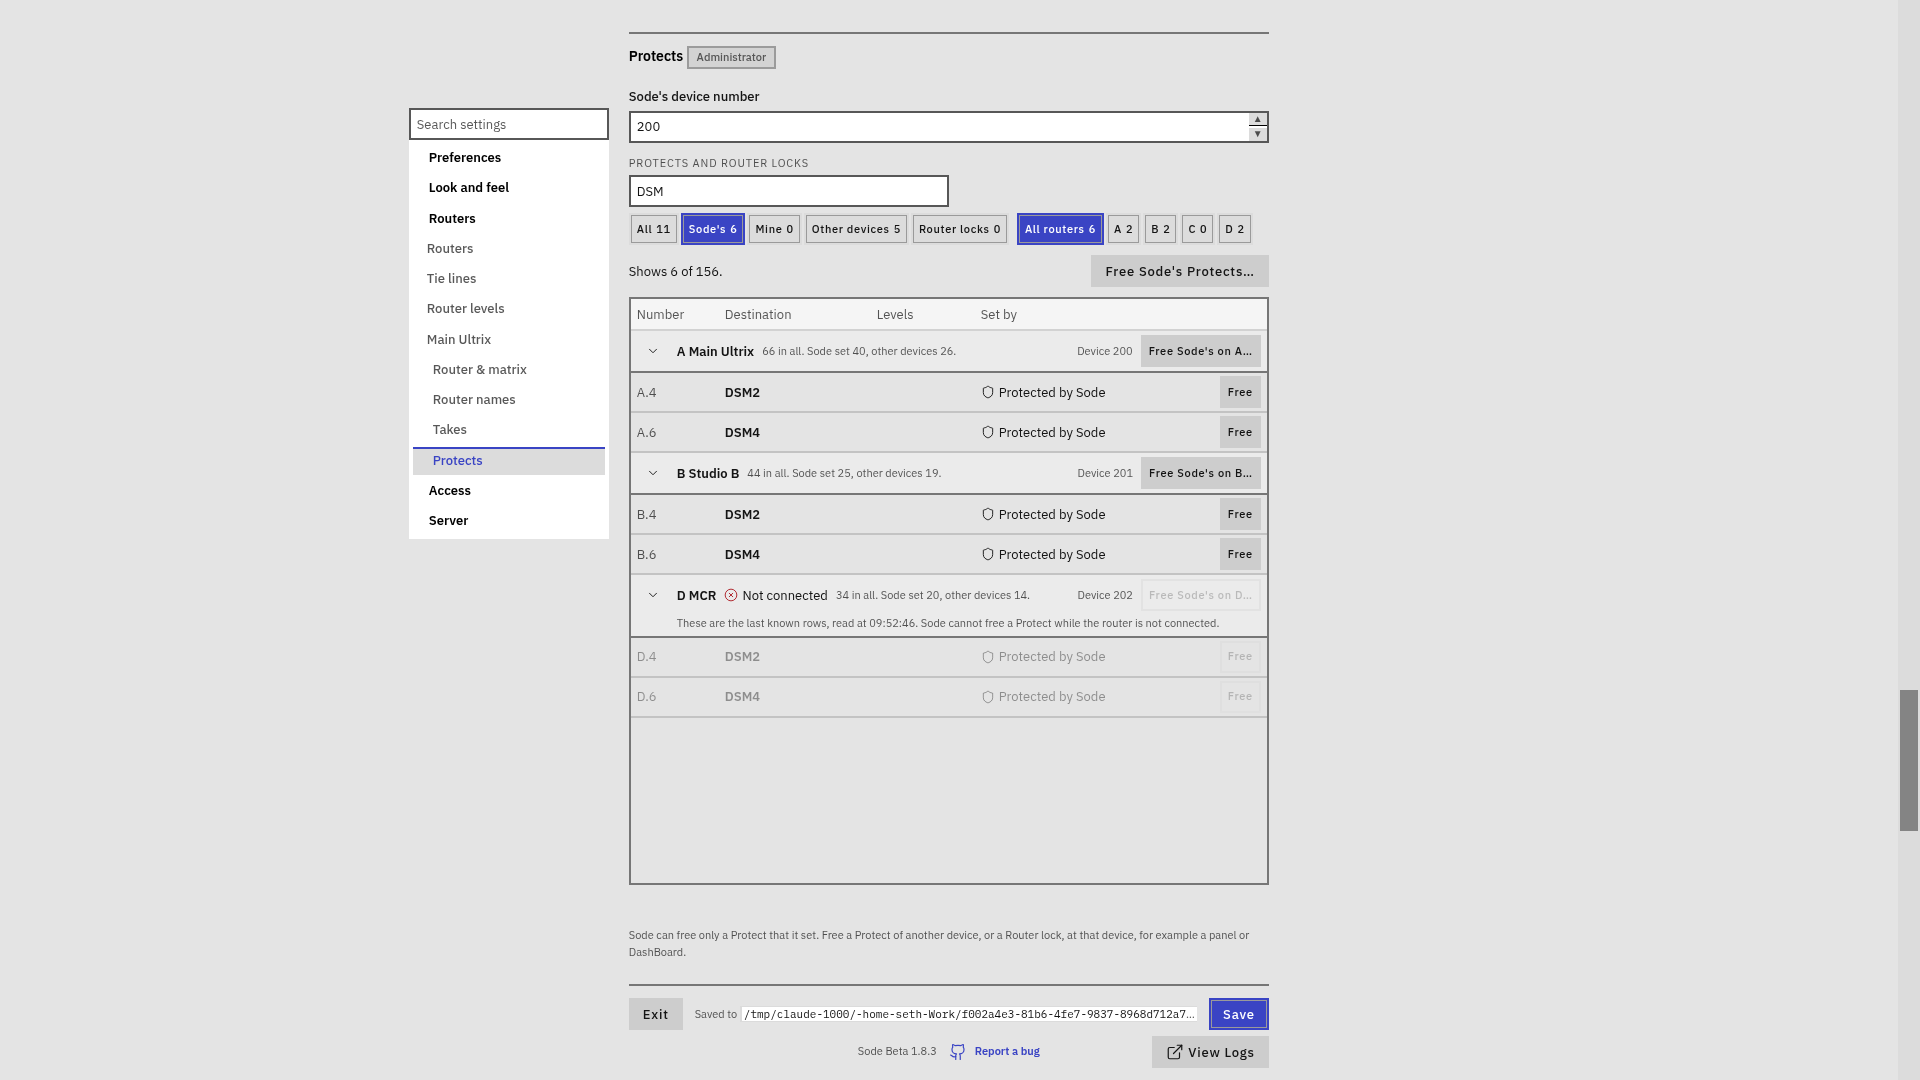 Protects Administrator
Sode's device number
200
Search settings
Preferences
Look and feel
Routers
Routers
Tie lines
Router levels
Main Ultrix
Router & matrix
Router names
Takes
Protects
Access
Server
PROTECTS AND ROUTER LOCKS
DSM
All 11 Sode's 6 Mine 0 Other devices 5 Router locks 0 All routers 6 A 2 B 2 C 0 D 2
Shows 6 of 156. Free Sode's Protects...
Number Destination Levels Set by
A Main Ultrix 66 in all. Sode set 40, other devices 26. Device 200 Free Sode's on A...
A.4 DSM2 Protected by Sode Free
A.6 DSM4 Protected by Sode Free
B Studio B 44 in all. Sode set 25, other devices 19. Device 201 Free Sode's on B...
B.4 DSM2 Protected by Sode Free
B.6 DSM4 Protected by Sode Free
D MCR Not connected 34 in all. Sode set 20, other devices 14. Device 202 Free Sode's on D...
These are the last known rows, read at 09:52:46. Sode cannot free a Protect while the router is not connected.
D.4 DSM2 Protected by Sode Free
D.6 DSM4 Protected by Sode Free
Sode can free only a Protect that it set. Free a Protect of another device, or a Router lock, at that device, for example a panel or
DashBoard.
Exit Saved to /tmp/claude-1000/-home-seth-Work/f002a4e3-81b6-4fe7-9837-8968d712a7... Save
Sode Beta 1.8.3 Report a bug View Logs